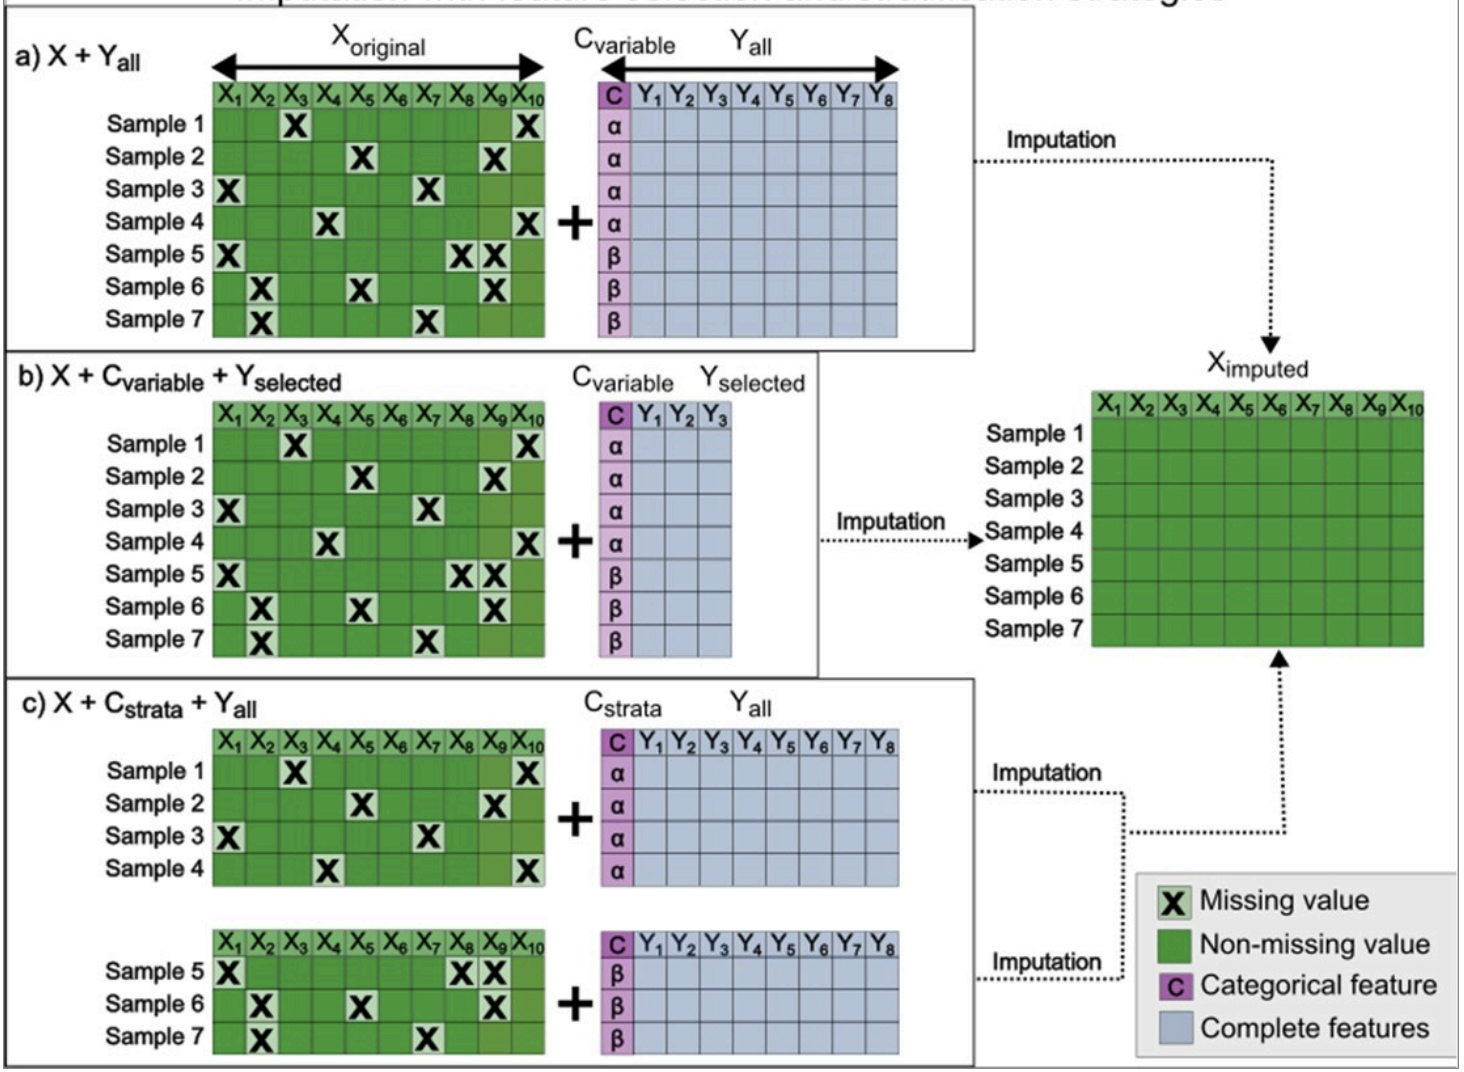 a) X + Yall
Xoriginal
Cvariable Yall
X1 X2 X3 X4 X5 X6 X7 X8 X9 X10
C Y1 Y2 Y3 Y4 Y5 Y6 Y7 Y8
Sample 1 X X α
Sample 2 X X α
Sample 3 X X α
Sample 4 X X + α
Sample 5 X X X β
Sample 6 X X X β
Sample 7 X X β
Imputation
b) X + Cvariable + Yselected
Cvariable Yselected
X1 X2 X3 X4 X5 X6 X7 X8 X9 X10
C Y1 Y2 Y3
Sample 1 X X α
Sample 2 X X α
Sample 3 X X α
Sample 4 X X + α
Sample 5 X X X β
Sample 6 X X X β
Sample 7 X X β
Imputation
Ximputed
X1 X2 X3 X4 X5 X6 X7 X8 X9 X10
Sample 1
Sample 2
Sample 3
Sample 4
Sample 5
Sample 6
Sample 7
c) X + Cstrata + Yall
Cstrata Yall
X1 X2 X3 X4 X5 X6 X7 X8 X9 X10
C Y1 Y2 Y3 Y4 Y5 Y6 Y7 Y8
Sample 1 X X α
Sample 2 X X + α
Sample 3 X X α
Sample 4 X X α
Imputation
X1 X2 X3 X4 X5 X6 X7 X8 X9 X10
C Y1 Y2 Y3 Y4 Y5 Y6 Y7 Y8
Sample 5 X X X β
Sample 6 X X X + β
Sample 7 X X β
Imputation
X Missing value
Non-missing value
C Categorical feature
Complete features